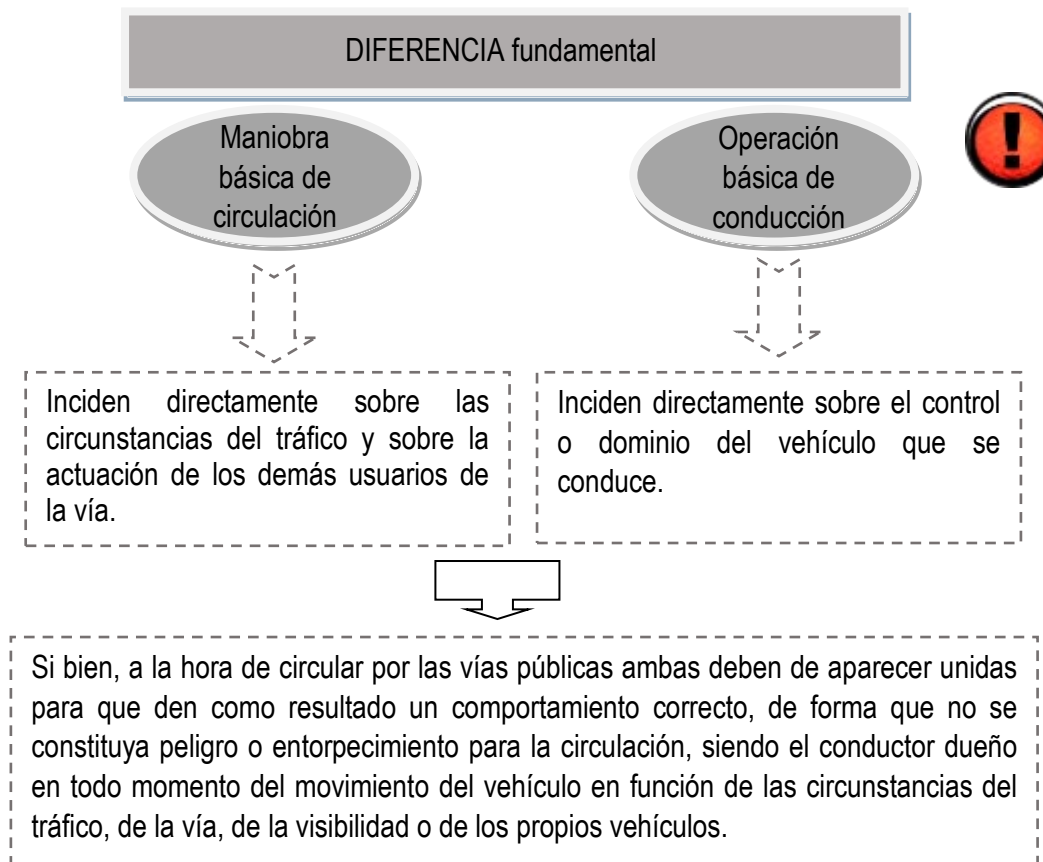 DIFERENCIA fundamental
Maniobra
básica de
circulación
Operación
básica de
conducción
Inciden directamente sobre las
circunstancias del tráfico y sobre la
actuación de los demás usuarios de
la vía.
Inciden directamente sobre el control
o dominio del vehículo que se
conduce.
Si bien, a la hora de circular por las vías públicas ambas deben de aparecer unidas
para que den como resultado un comportamiento correcto, de forma que no se
constituya peligro o entorpecimiento para la circulación, siendo el conductor dueño
en todo momento del movimiento del vehículo en función de las circunstancias del
tráfico, de la vía, de la visibilidad o de los propios vehículos.